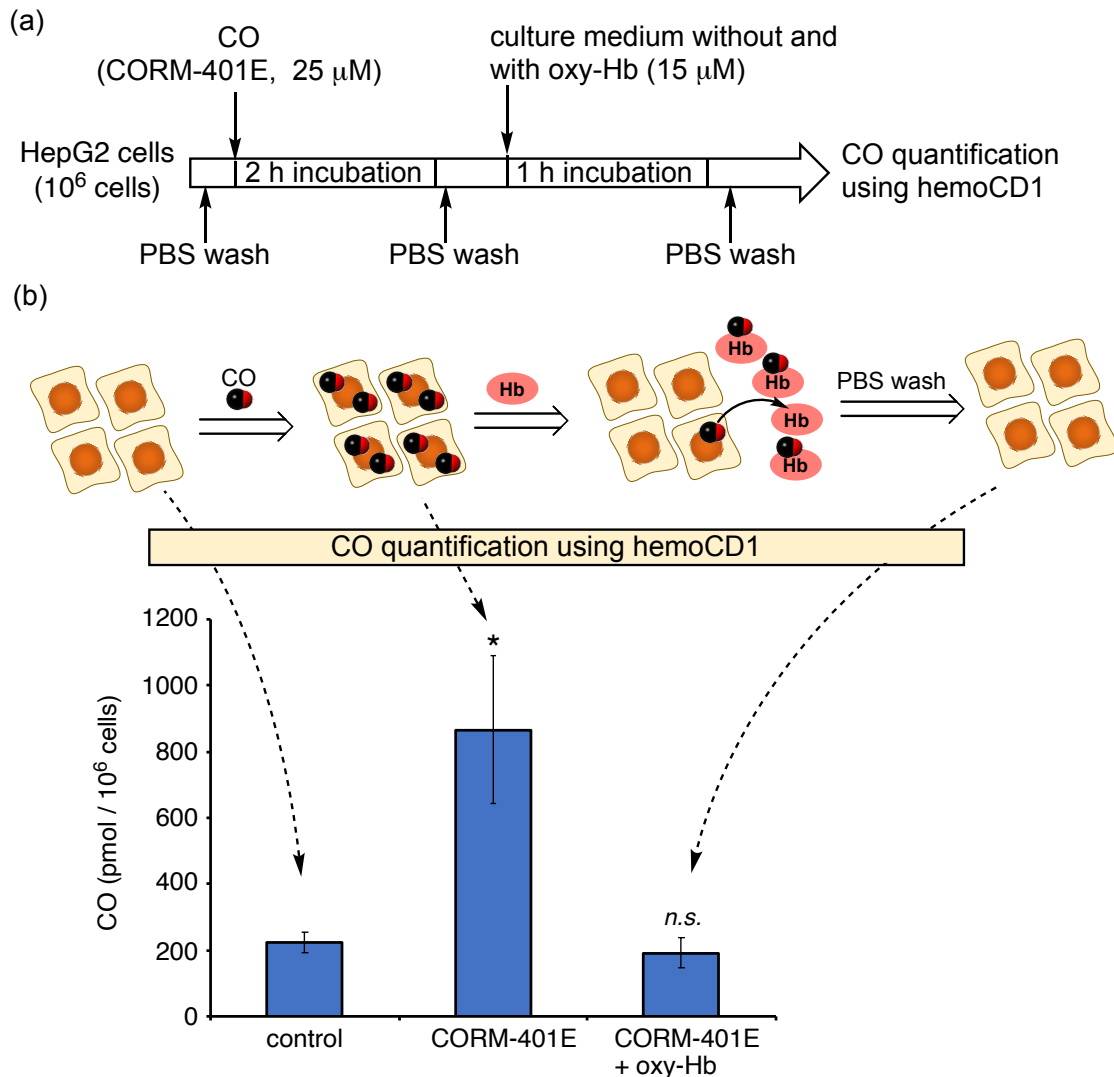 (a)
CO
(CORM-401E, 25 μM)
culture medium without and
with oxy-Hb (15 μM)
HepG2 cells
(10⁶ cells)
2 h incubation
1 h incubation
CO quantification
using hemoCD1
PBS wash
PBS wash
PBS wash
(b)
CO
Hb
Hb
Hb
Hb
Hb
PBS wash
CO quantification using hemoCD1
CO (pmol / 10⁶ cells)
1200
1000
800
600
400
200
0
*
n.s.
control
CORM-401E
CORM-401E
+ oxy-Hb